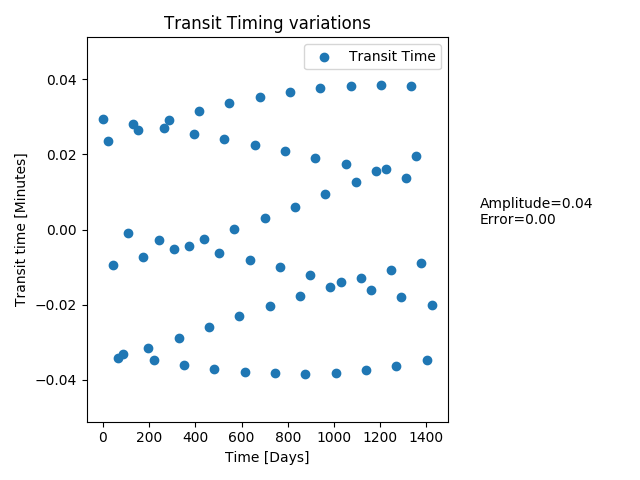 Transit Timing variations
Transit Time
0.04
0.02
0.00
−0.02
−0.04
Transit time [Minutes]
0 200 400 600 800 1000 1200 1400
Time [Days]
Amplitude=0.04
Error=0.00